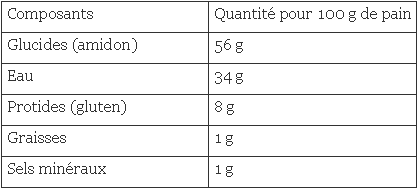 Composants Quantité pour 100 g de pain
Glucides (amidon) 56 g
Eau 34 g
Protides (gluten) 8 g
Graisses 1 g
Sels minéraux 1 g